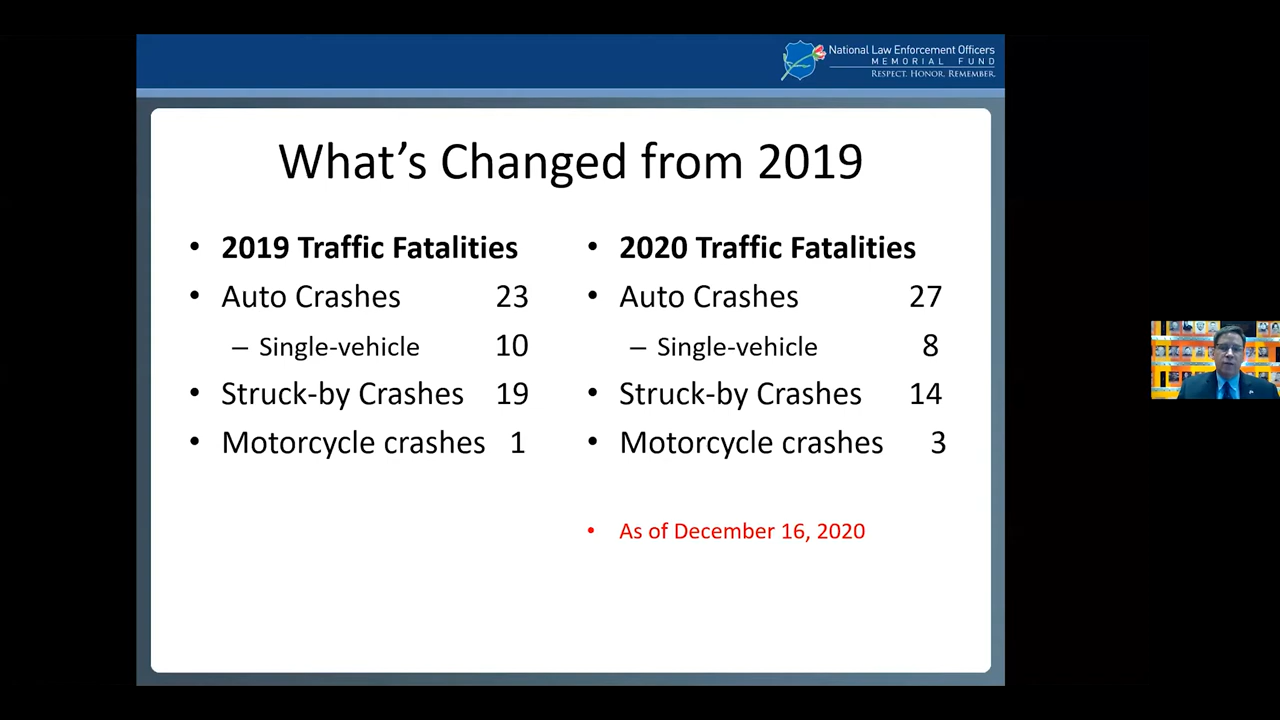 National Law Enforcement Officers
MEMORIAL FUND
RESPECT. HONOR. REMEMBER.
What's Changed from 2019
• 2019 Traffic Fatalities
• Auto Crashes 23
– Single-vehicle 10
• Struck-by Crashes 19
• Motorcycle crashes 1
• 2020 Traffic Fatalities
• Auto Crashes 27
– Single-vehicle 8
• Struck-by Crashes 14
• Motorcycle crashes 3
• As of December 16, 2020